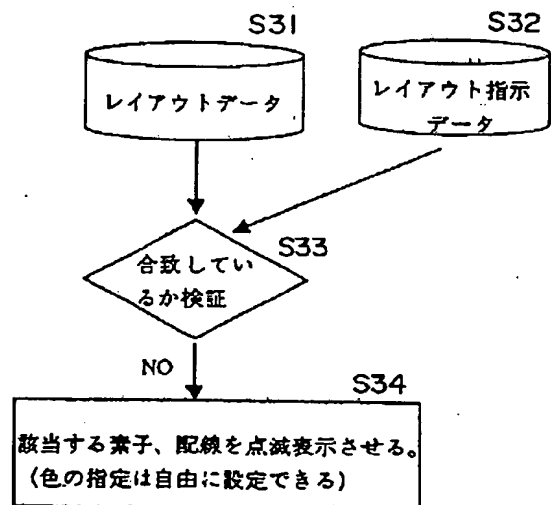 S31
S32
レイアウトデータ
レイアウト指示
データ
S33
合致してい
るか検証
NO
S34
該当する素子、配線を点滅表示させる。
(色の指定は自由に設定できる)